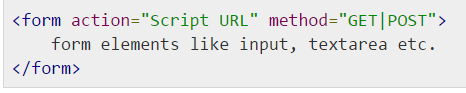 <form action="Script URL" method="GET|POST">
    form elements like input, textarea etc.
</form>